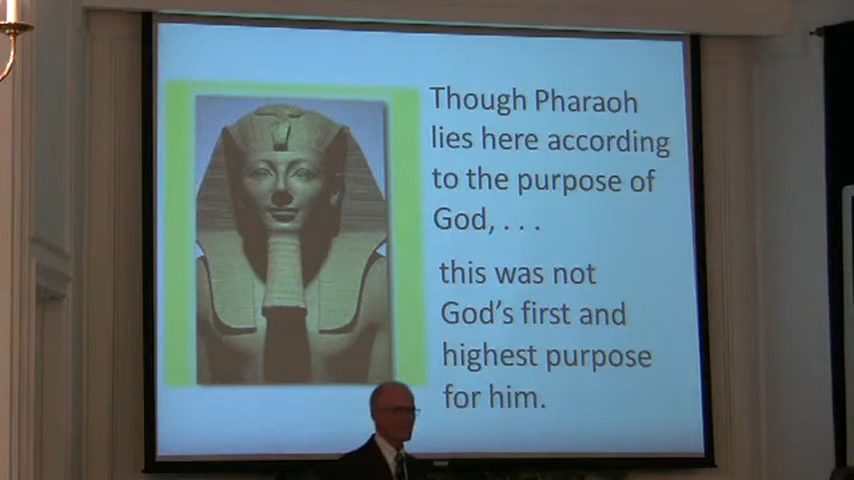 Though Pharaoh
lies here according
to the purpose of
God, . . .
this was not
God's first and
highest purpose
for him.